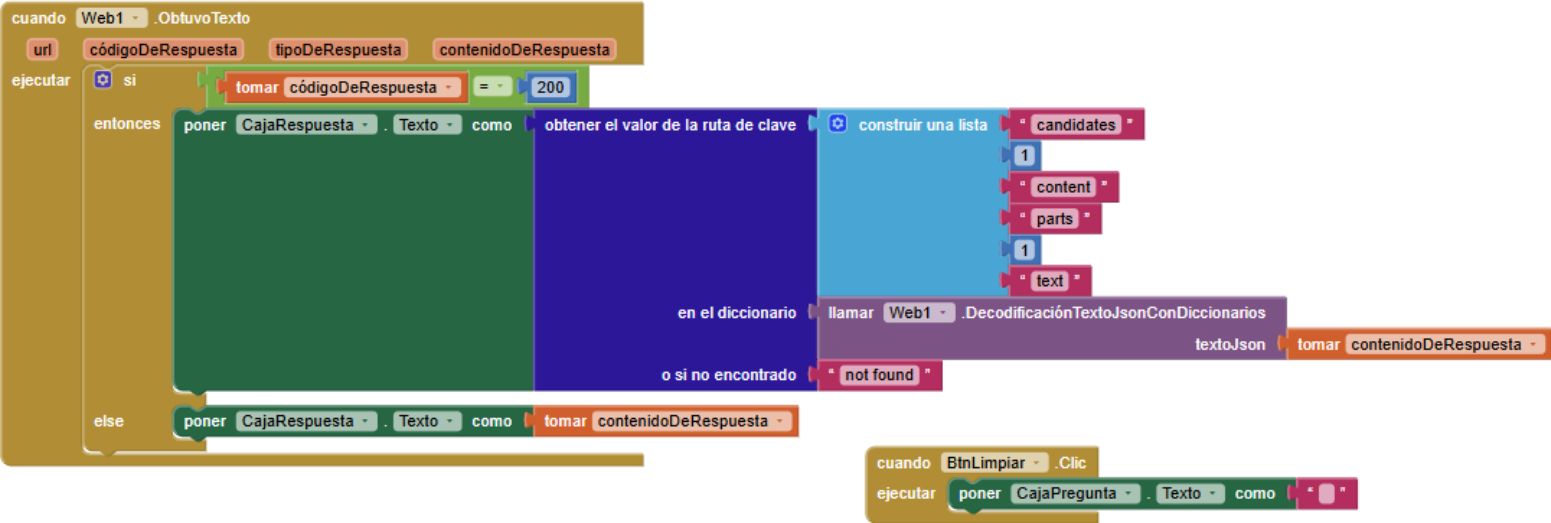 cuando Web1 .ObtuvoTexto
url códigoDeRespuesta tipoDeRespuesta contenidoDeRespuesta
ejecutar si tomar códigoDeRespuesta = 200
entonces poner CajaRespuesta . Texto como obtener el valor de la ruta de clave construir una lista " candidates "
1
" content "
" parts "
1
" text "
en el diccionario llamar Web1 .DecodificaciónTextoJsonConDiccionarios
textoJson tomar contenidoDeRespuesta
o si no encontrado " not found "
else poner CajaRespuesta . Texto como tomar contenidoDeRespuesta
cuando BtnLimpiar .Clic
ejecutar poner CajaPregunta . Texto como " "